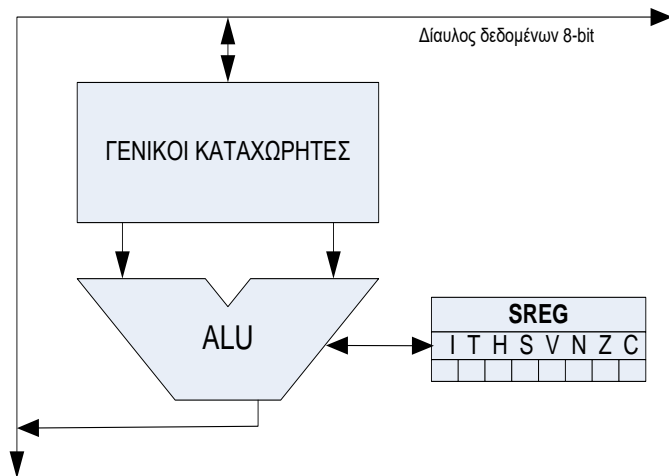 Δίαυλος δεδομένων 8-bit
ΓΕΝΙΚΟΙ ΚΑΤΑΧΩΡΗΤΕΣ
ALU
SREG
I T H S V N Z C